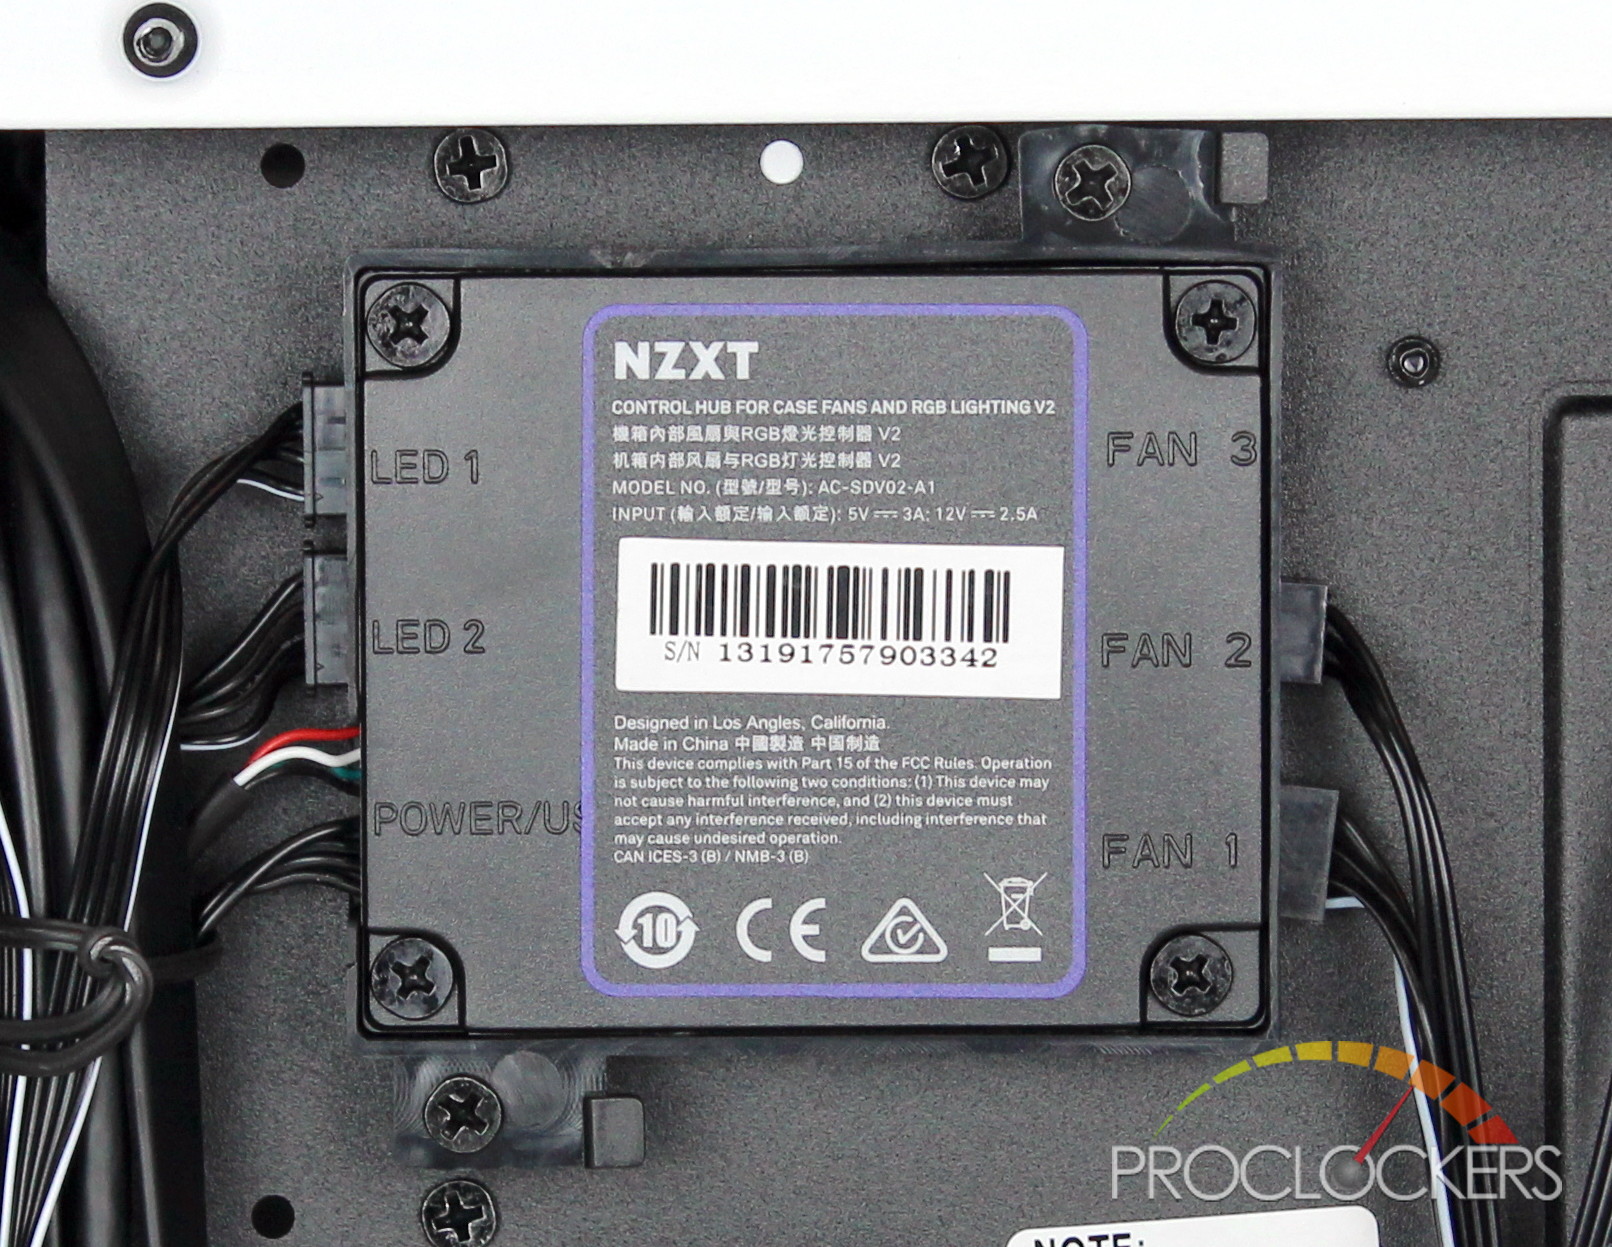 NZXT
CONTROL HUB FOR CASE FANS AND RGB LIGHTING V2
機箱內部風扇與RGB燈光控制器 V2
机箱内部风扇与RGB灯光控制器 V2
MODEL NO. (型號/型号): AC-SDV02-A1
INPUT (輸入額定/输入额定): 5V ⎓ 3A; 12V ⎓ 2.5A
S/N 13191757903342
Designed in Los Angles, California.
Made in China 中國製造 中国制造
This device complies with Part 15 of the FCC Rules. Operation
is subject to the following two conditions: (1) This device may
not cause harmful interference, and (2) this device must
accept any interference received, including interference that
may cause undesired operation.
CAN ICES-3 (B) / NMB-3 (B)
10
CE
LED 1
LED 2
POWER/US
FAN 3
FAN 2
FAN 1
PROCLOCKERS
NOTE: